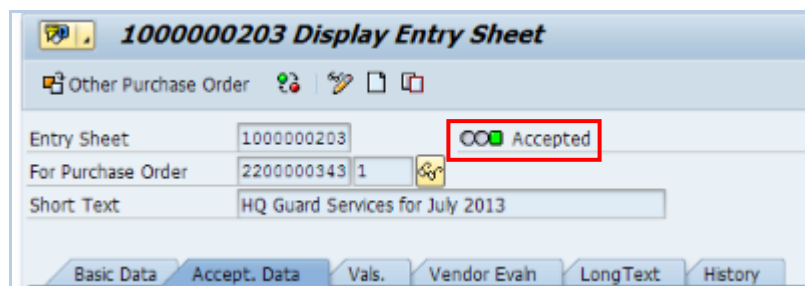 1000000203 Display Entry Sheet
Other Purchase Order
Entry Sheet 1000000203 Accepted
For Purchase Order 2200000343 1
Short Text HQ Guard Services for July 2013
Basic Data Accept. Data Vals. Vendor Evaln LongText History